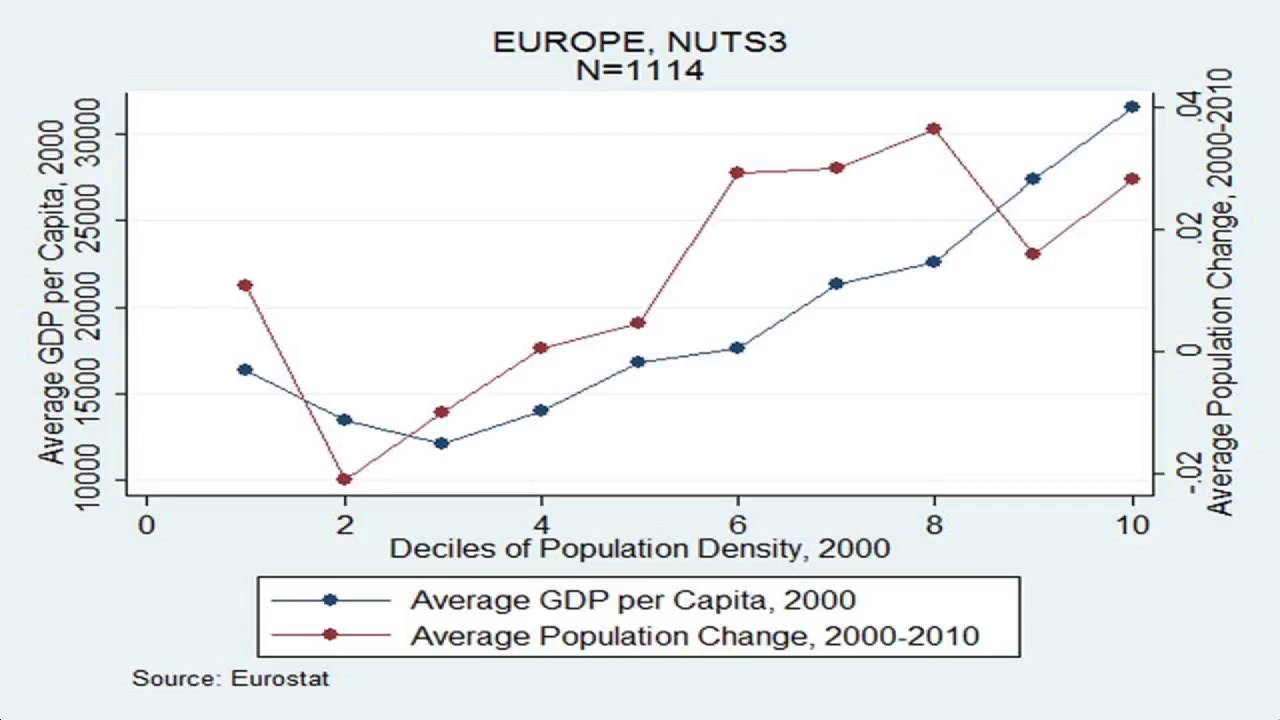 EUROPE, NUTS3
N=1114
Average GDP per Capita, 2000
30000
25000
20000
15000
10000
.04
.02
0
-.02
Average Population Change, 2000-2010
0 2 4 6 8 10
Deciles of Population Density, 2000
Average GDP per Capita, 2000
Average Population Change, 2000-2010
Source: Eurostat